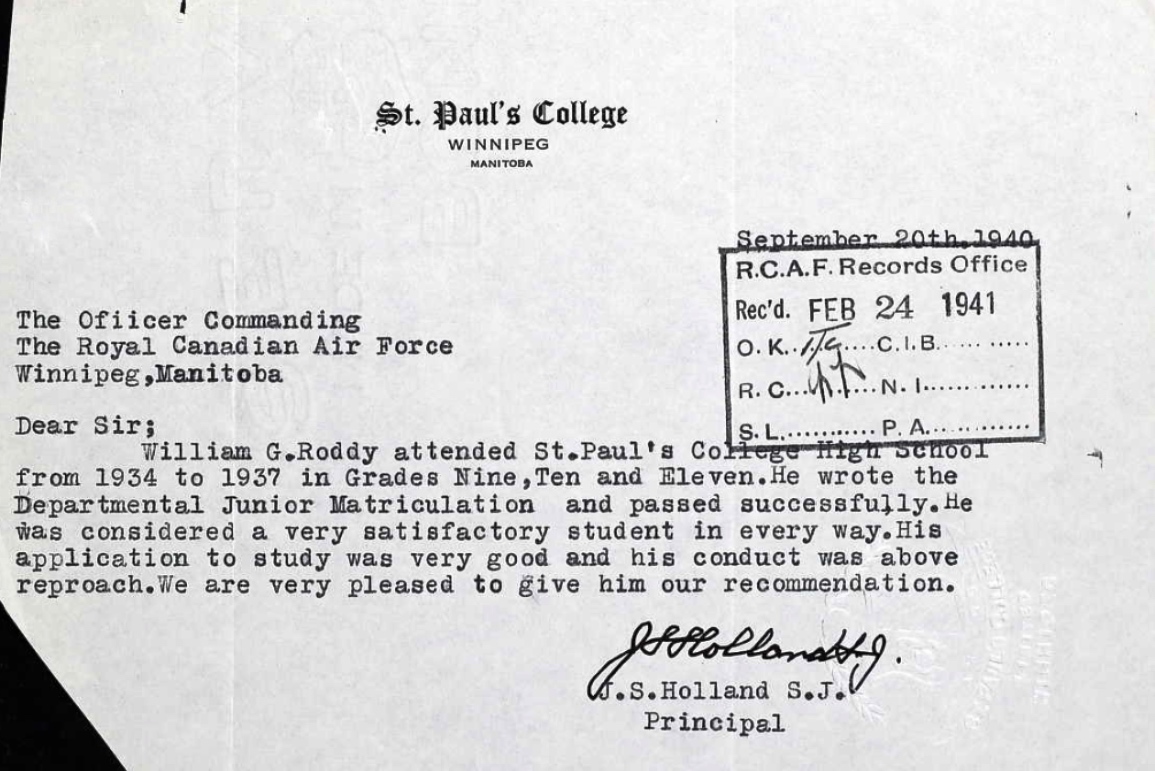 St. Paul's College
WINNIPEG
MANITOBA
September 20th.1940
R.C.A.F. Records Office
Rec'd. FEB 24 1941
O.K.........C.I.B...........
R.C.........N.I..............
S.L............ P.A.............
The Ofiicer Commanding
The Royal Canadian Air Force
Winnipeg,Manitoba
Dear Sir;
William G.Roddy attended St.Paul's College High School
from 1934 to 1937 in Grades Nine,Ten and Eleven.He wrote the
Departmental Junior Matriculation and passed successfully.He
was considered a very satisfactory student in every way.His
application to study was very good and his conduct was above
reproach.We are very pleased to give him our recommendation.
JSHolland S.J.
J.S.Holland S.J.
Principal